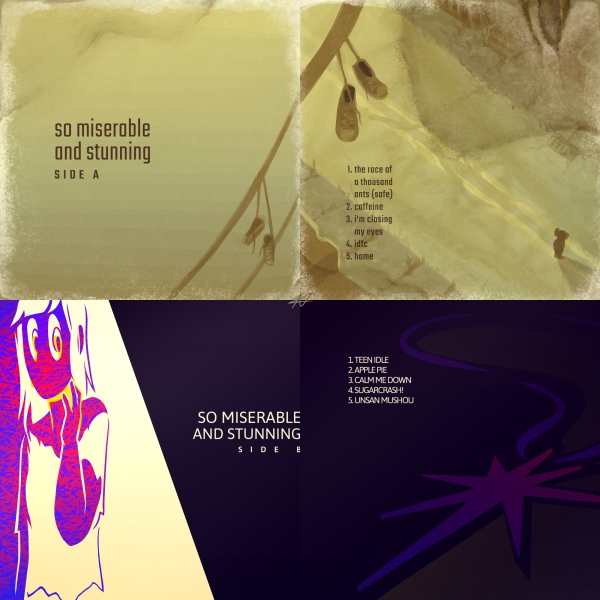 so miserable
and stunning
SIDE A
1. the race of
a thousand
ants (safe)
2. caffeine
3. i'm closing
my eyes
4. idfc
5. home
SO MISERABLE
AND STUNNING
SIDE B
1. TEEN IDLE
2. APPLE PIE
3. CALM ME DOWN
4. SUGARCRASH!
5. UNSAN MUSHOU